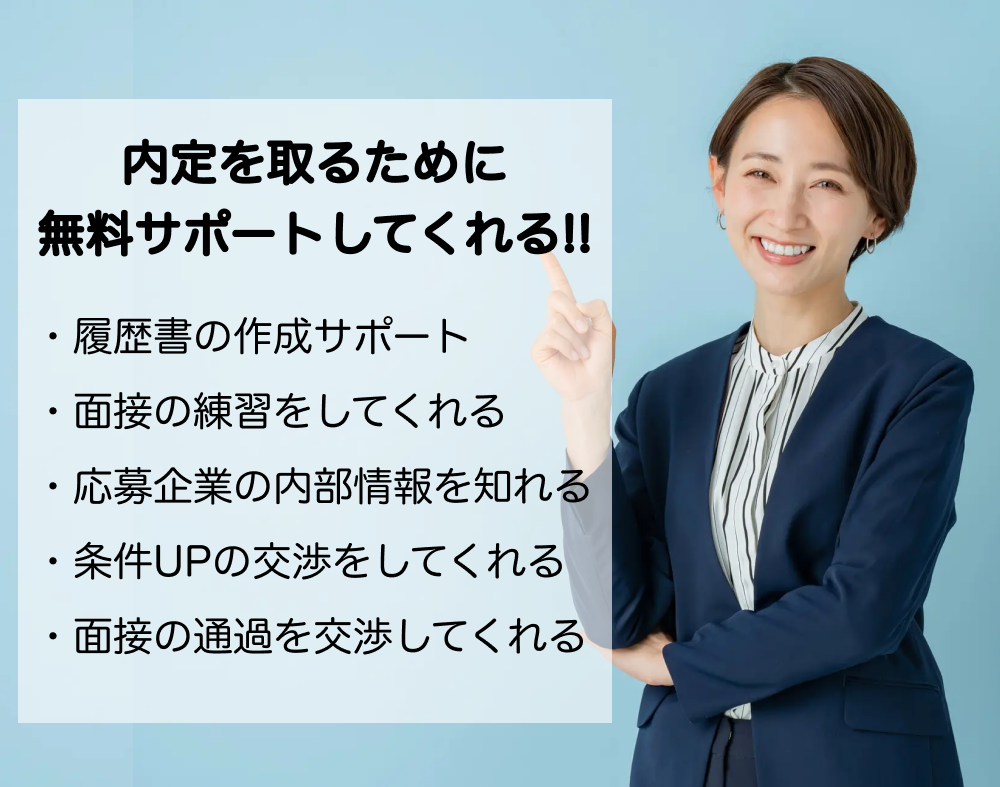 内定を取るために
無料サポートしてくれる!!
・履歴書の作成サポート
・面接の練習をしてくれる
・応募企業の内部情報を知れる
・条件UPの交渉をしてくれる
・面接の通過を交渉してくれる